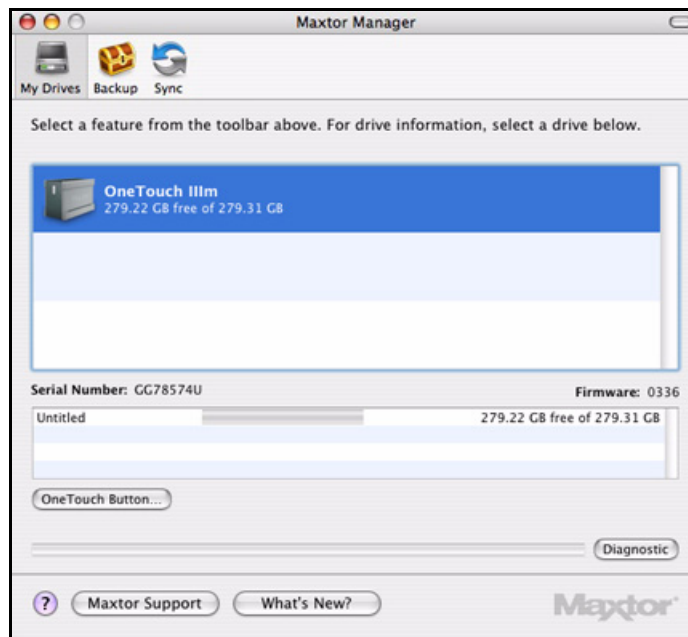 Maxtor Manager
My Drives Backup Sync
Select a feature from the toolbar above. For drive information, select a drive below.
OneTouch IIIm
279.22 GB free of 279.31 GB
Serial Number: GG78574U Firmware: 0336
Untitled 279.22 GB free of 279.31 GB
OneTouch Button...
Diagnostic
? Maxtor Support What's New? Maxtor